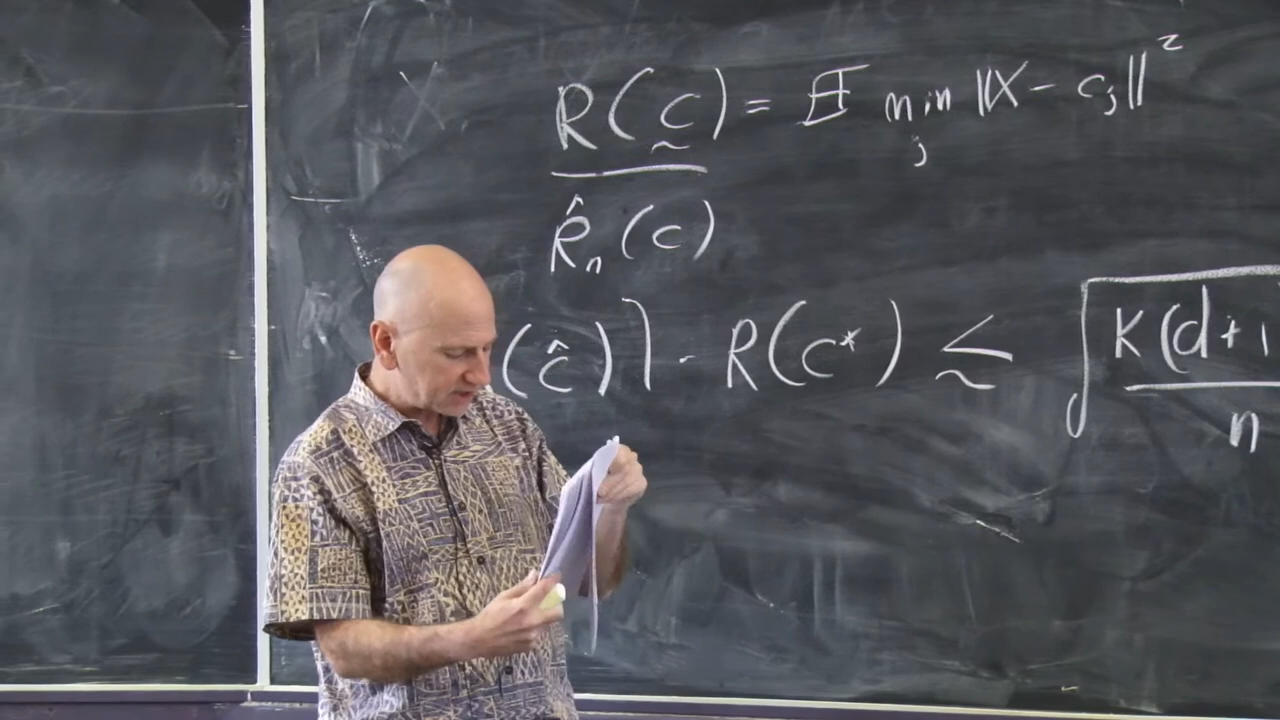 R(c) = E min_j ‖X - c_j‖²
R̂_n(c)
(ĉ)] - R(c*) ≲ √(K(d+1 / n